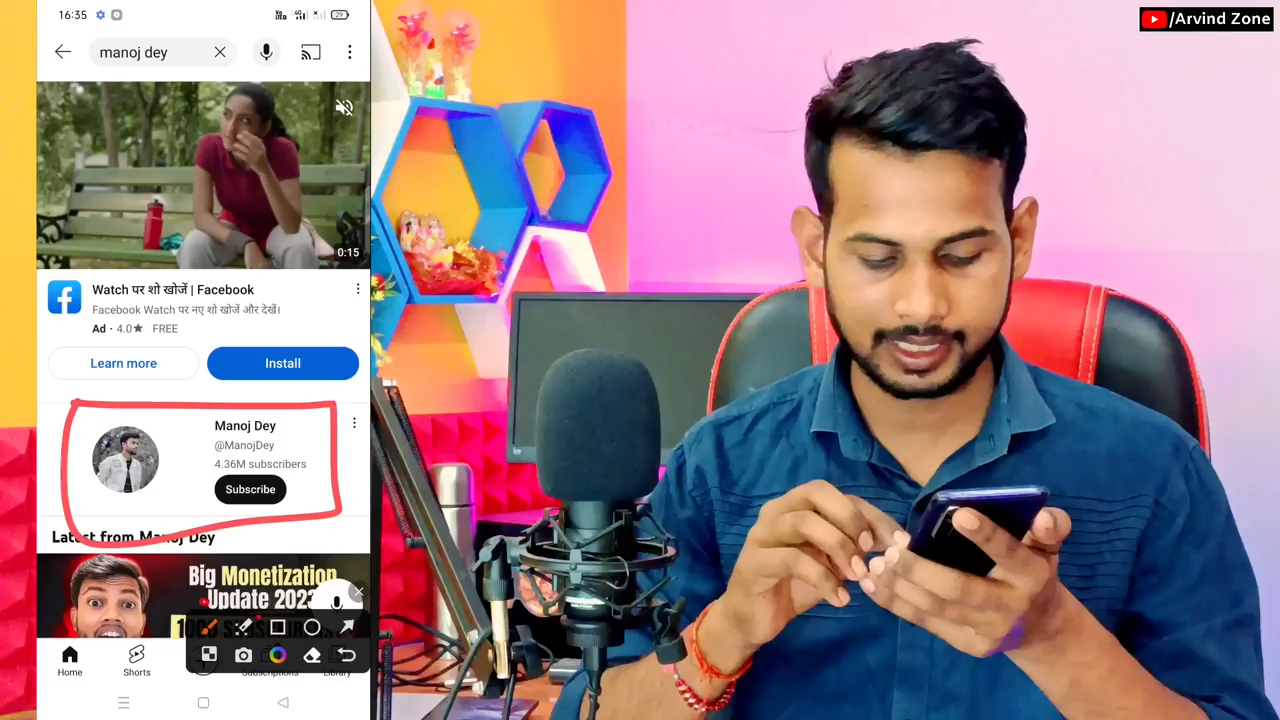 16:35
29
/Arvind Zone
manoj dey
0:15
Watch पर शो खोजें | Facebook
Facebook Watch पर नए शो खोजें और देखें।
Ad · 4.0★ FREE
Learn more
Install
Manoj Dey
@ManojDey
4.36M subscribers
Subscribe
Latest from Manoj Dey
Big Monetization
Update 2023
Home
Shorts
Subscriptions
Library